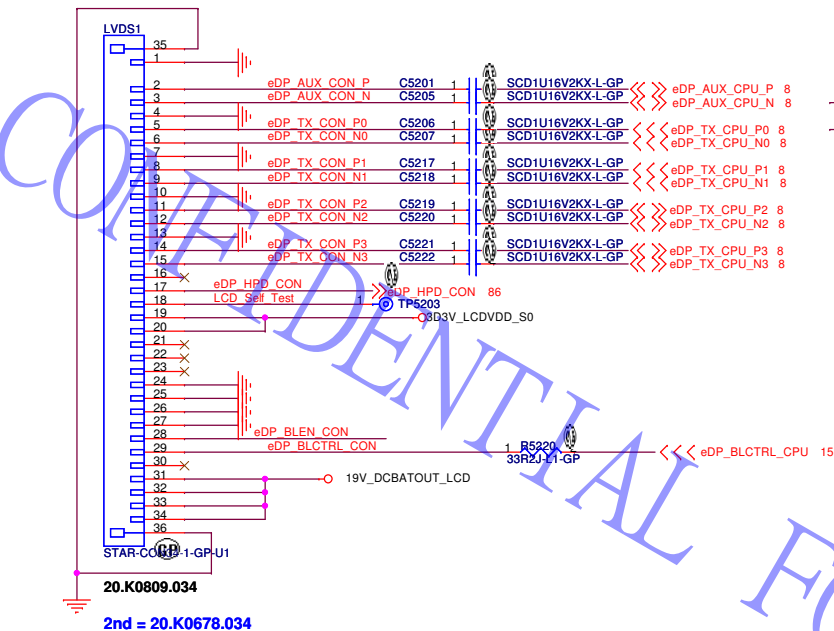 LVDS1
35
1
2 eDP_AUX_CON_P C5201 1 SCD1U16V2KX-L-GP eDP_AUX_CPU_P 8
3 eDP_AUX_CON_N C5205 1 SCD1U16V2KX-L-GP eDP_AUX_CPU_N 8
4
5 eDP_TX_CON_P0 C5206 1 SCD1U16V2KX-L-GP eDP_TX_CPU_P0 8
6 eDP_TX_CON_N0 C5207 1 SCD1U16V2KX-L-GP eDP_TX_CPU_N0 8
7
8 eDP_TX_CON_P1 C5217 1 SCD1U16V2KX-L-GP eDP_TX_CPU_P1 8
9 eDP_TX_CON_N1 C5218 1 SCD1U16V2KX-L-GP eDP_TX_CPU_N1 8
10
11 eDP_TX_CON_P2 C5219 1 SCD1U16V2KX-L-GP eDP_TX_CPU_P2 8
12 eDP_TX_CON_N2 C5220 1 SCD1U16V2KX-L-GP eDP_TX_CPU_N2 8
13
14 eDP_TX_CON_P3 C5221 1 SCD1U16V2KX-L-GP eDP_TX_CPU_P3 8
15 eDP_TX_CON_N3 C5222 1 SCD1U16V2KX-L-GP eDP_TX_CPU_N3 8
16
17 eDP_HPD_CON eDP_HPD_CON 86
18 LCD_Self_Test 1 TP5203
19 3D3V_LCDVDD_S0
20
21
22
23
24
25
26
27
28 eDP_BLEN_CON
29 eDP_BLCTRL_CON 1 R5220 33R2J-L1-GP eDP_BLCTRL_CPU 15
30
31 19V_DCBATOUT_LCD
32
33
34
36
STAR-CON34-1-GP-U1
20.K0809.034
2nd = 20.K0678.034
CONFIDENTIAL